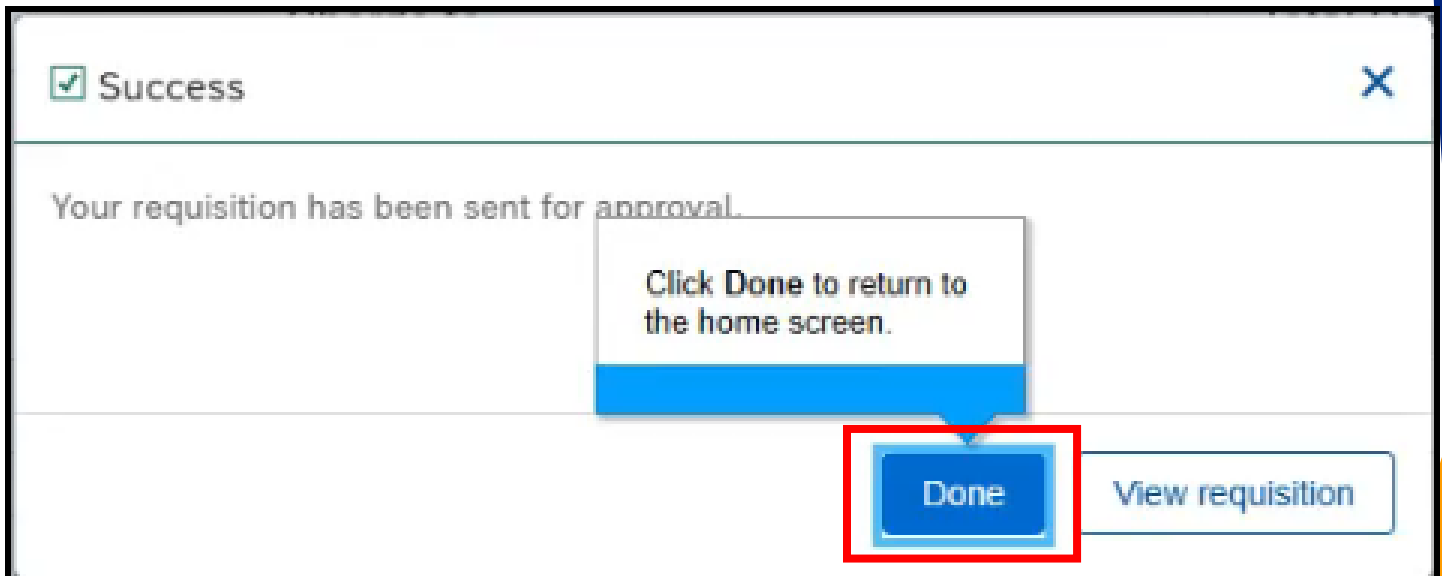 Success
Your requisition has been sent for approval.
Click Done to return to
the home screen.
Done
View requisition